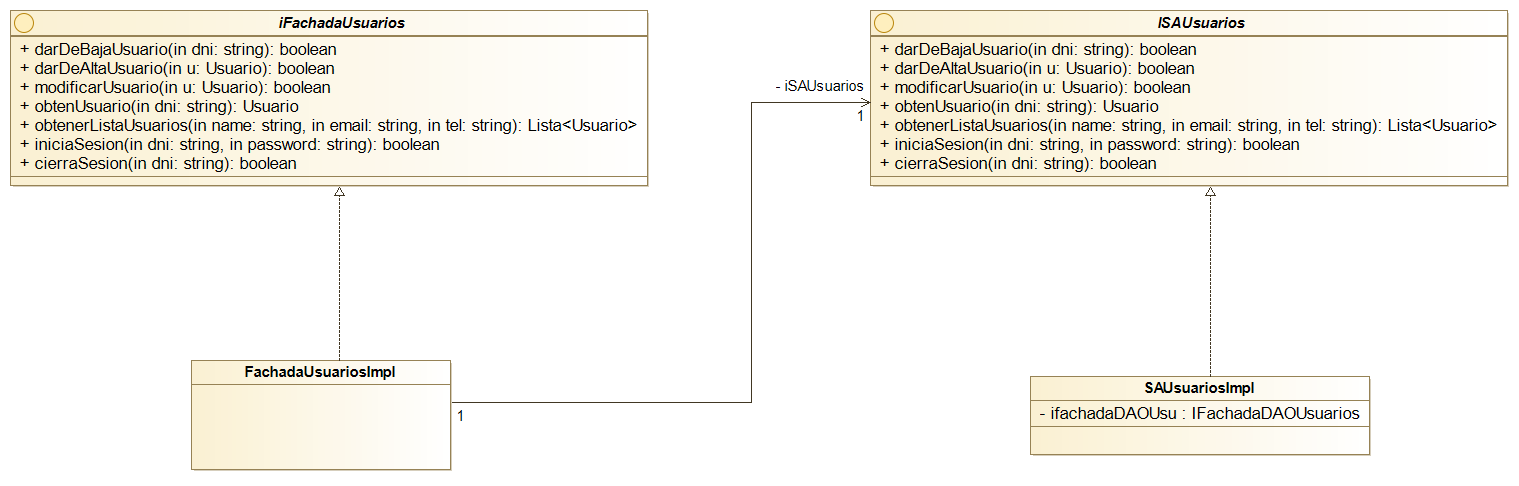 iFachadaUsuarios
+ darDeBajaUsuario(in dni: string): boolean
+ darDeAltaUsuario(in u: Usuario): boolean
+ modificarUsuario(in u: Usuario): boolean
+ obtenUsuario(in dni: string): Usuario
+ obtenerListaUsuarios(in name: string, in email: string, in tel: string): Lista<Usuario>
+ iniciaSesion(in dni: string, in password: string): boolean
+ cierraSesion(in dni: string): boolean
- iSAUsuarios
1
ISAUsuarios
+ darDeBajaUsuario(in dni: string): boolean
+ darDeAltaUsuario(in u: Usuario): boolean
+ modificarUsuario(in u: Usuario): boolean
+ obtenUsuario(in dni: string): Usuario
+ obtenerListaUsuarios(in name: string, in email: string, in tel: string): Lista<Usuario>
+ iniciaSesion(in dni: string, in password: string): boolean
+ cierraSesion(in dni: string): boolean
FachadaUsuariosImpl
1
SAUsuariosImpl
- ifachadaDAOUsu : IFachadaDAOUsuarios